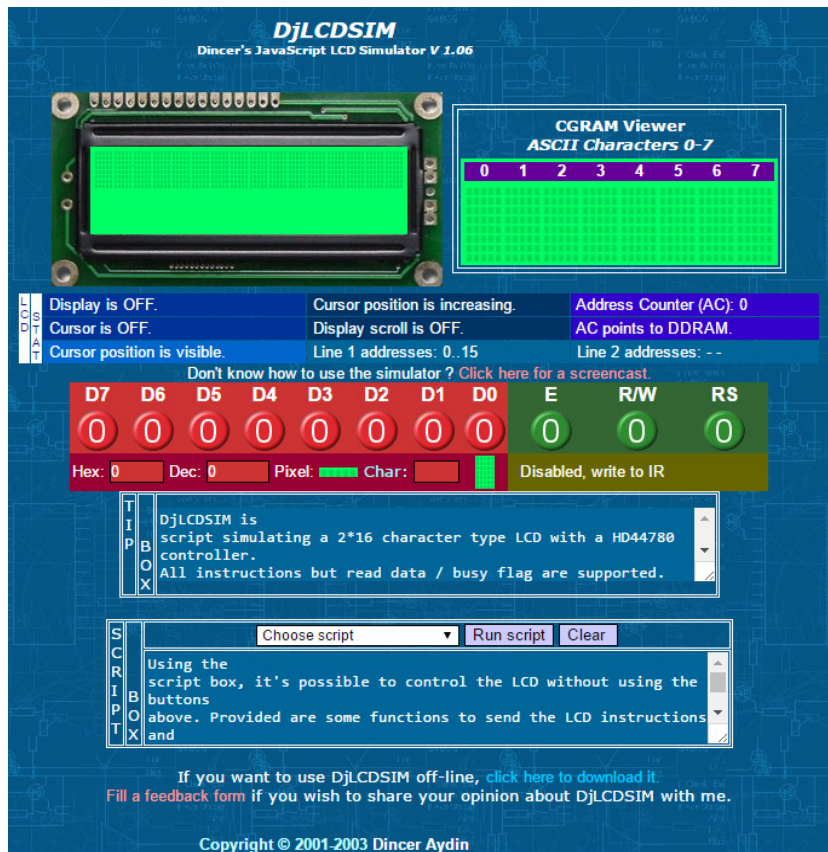 DjLCDSIM
Dincer's JavaScript LCD Simulator V 1.06
CGRAM Viewer
ASCII Characters 0-7
0 1 2 3 4 5 6 7
LCD STAT
Display is OFF. Cursor position is increasing. Address Counter (AC): 0
Cursor is OFF. Display scroll is OFF. AC points to DDRAM.
Cursor position is visible. Line 1 addresses: 0..15 Line 2 addresses: - -
Don't know how to use the simulator ? Click here for a screencast.
D7 D6 D5 D4 D3 D2 D1 D0 E R/W RS
0 0 0 0 0 0 0 0 0 0 0
Hex: 0 Dec: 0 Pixel: Char: Disabled, write to IR
TIP BOX
DjLCDSIM is
script simulating a 2*16 character type LCD with a HD44780
controller.
All instructions but read data / busy flag are supported.
SCRIPT BOX
Choose script Run script Clear
Using the
script box, it's possible to control the LCD without using the
buttons
above. Provided are some functions to send the LCD instructions
and
If you want to use DjLCDSIM off-line, click here to download it.
Fill a feedback form if you wish to share your opinion about DjLCDSIM with me.
Copyright © 2001-2003 Dincer Aydin